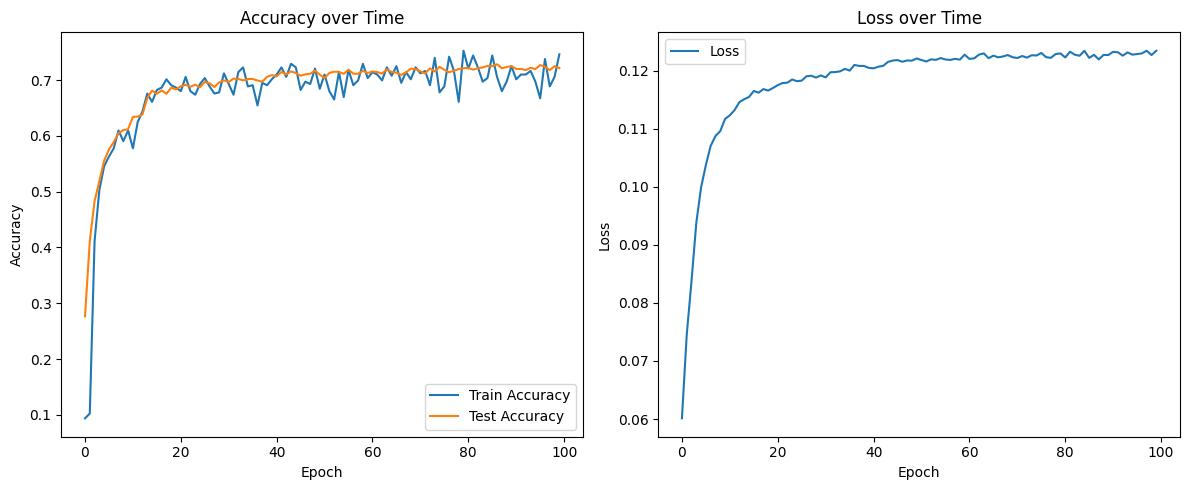 Accuracy over Time
0.7
0.6
0.5
0.4
0.3
0.2
0.1
Accuracy
0
20
40
60
80
100
Epoch
Train Accuracy
Test Accuracy
Loss over Time
Loss
0.12
0.11
0.10
0.09
0.08
0.07
0.06
Loss
0
20
40
60
80
100
Epoch